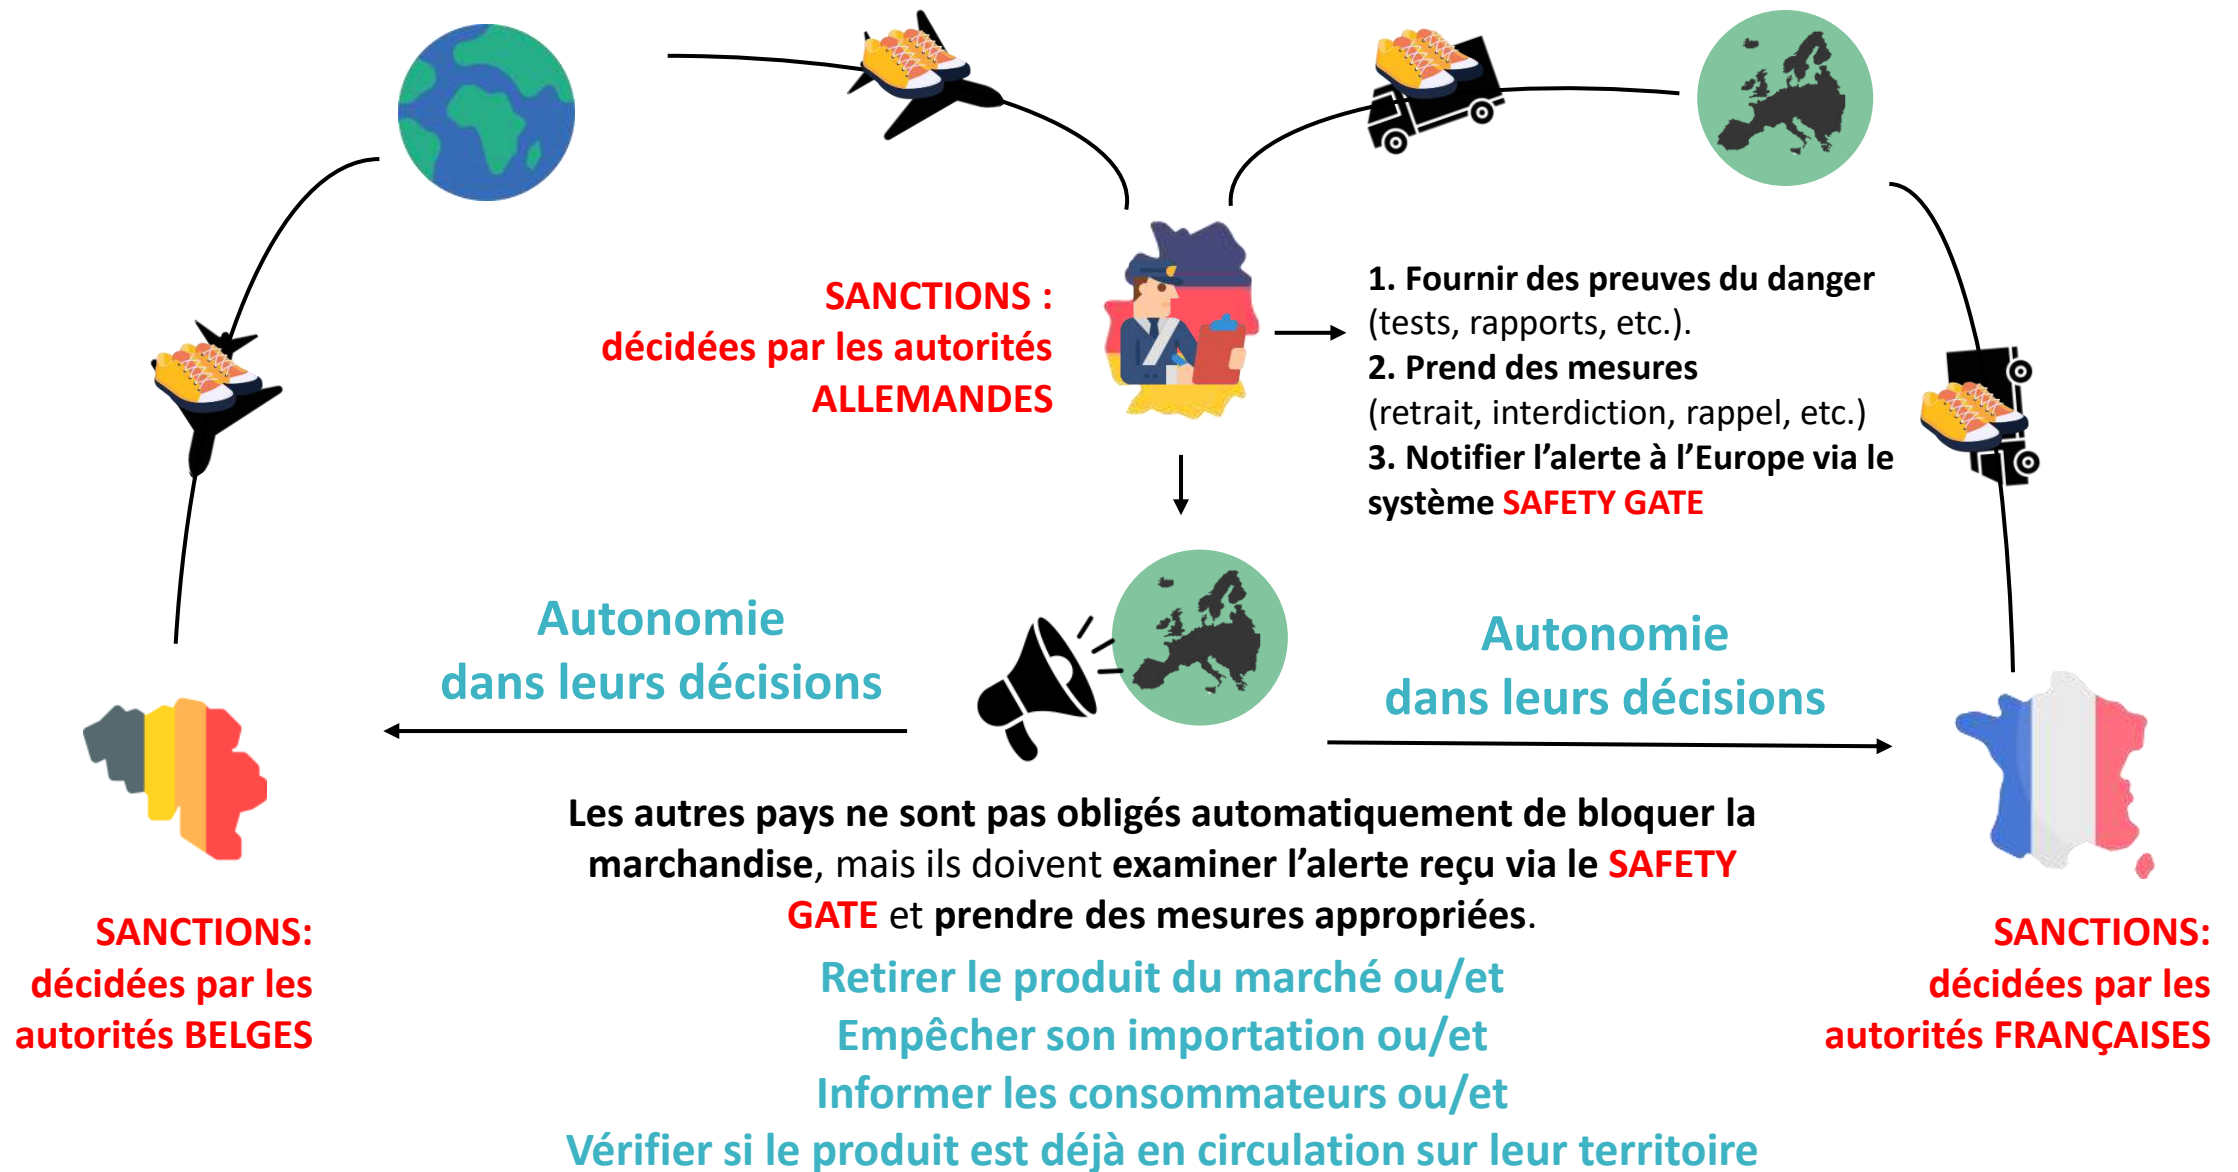 SANCTIONS :
décidées par les autorités
ALLEMANDES
1. Fournir des preuves du danger
(tests, rapports, etc.).
2. Prend des mesures
(retrait, interdiction, rappel, etc.)
3. Notifier l’alerte à l’Europe via le
système SAFETY GATE
Autonomie
dans leurs décisions
Autonomie
dans leurs décisions
Les autres pays ne sont pas obligés automatiquement de bloquer la
marchandise, mais ils doivent examiner l’alerte reçu via le SAFETY
GATE et prendre des mesures appropriées.
Retirer le produit du marché ou/et
Empêcher son importation ou/et
Informer les consommateurs ou/et
Vérifier si le produit est déjà en circulation sur leur territoire
SANCTIONS:
décidées par les
autorités BELGES
SANCTIONS:
décidées par les
autorités FRANÇAISES